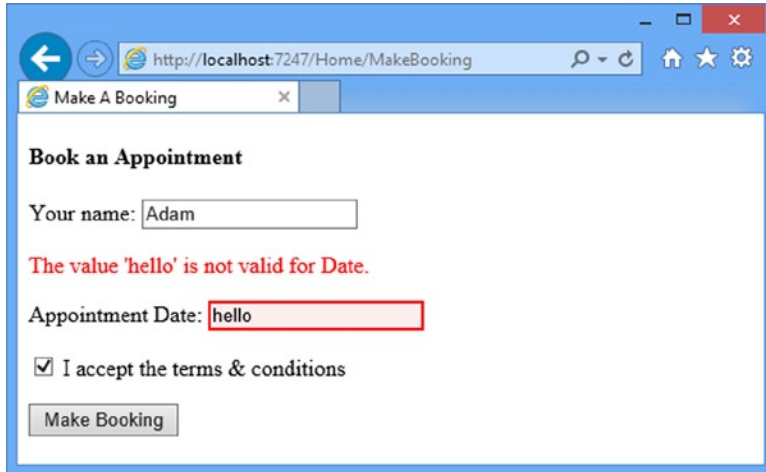 http://localhost:7247/Home/MakeBooking
Make A Booking
Book an Appointment
Your name: Adam
The value 'hello' is not valid for Date.
Appointment Date: hello
I accept the terms & conditions
Make Booking